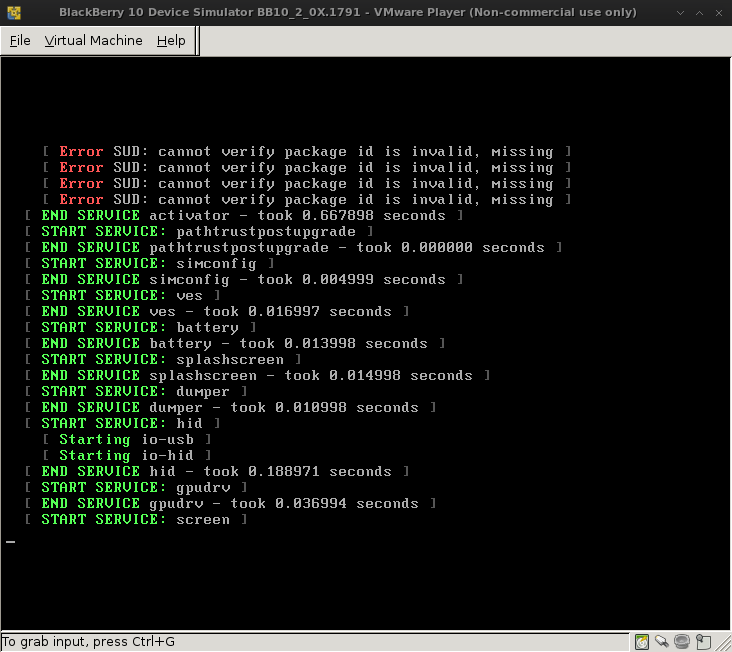 BlackBerry 10 Device Simulator BB10_2_0X.1791 - VMware Player (Non-commercial use only)
File Virtual Machine Help
[ Error SUD: cannot verify package id is invalid, missing ]
[ Error SUD: cannot verify package id is invalid, missing ]
[ Error SUD: cannot verify package id is invalid, missing ]
[ Error SUD: cannot verify package id is invalid, missing ]
[ END SERVICE activator - took 0.667898 seconds ]
[ START SERVICE: pathtrustpostupgrade ]
[ END SERVICE pathtrustpostupgrade - took 0.000000 seconds ]
[ START SERVICE: simconfig ]
[ END SERVICE simconfig - took 0.004999 seconds ]
[ START SERVICE: ves ]
[ END SERVICE ves - took 0.016997 seconds ]
[ START SERVICE: battery ]
[ END SERVICE battery - took 0.013998 seconds ]
[ START SERVICE: splashscreen ]
[ END SERVICE splashscreen - took 0.014998 seconds ]
[ START SERVICE: dumper ]
[ END SERVICE dumper - took 0.010998 seconds ]
[ START SERVICE: hid ]
[ Starting io-usb ]
[ Starting io-hid ]
[ END SERVICE hid - took 0.188971 seconds ]
[ START SERVICE: gpudrv ]
[ END SERVICE gpudrv - took 0.036994 seconds ]
[ START SERVICE: screen ]
_
To grab input, press Ctrl+G